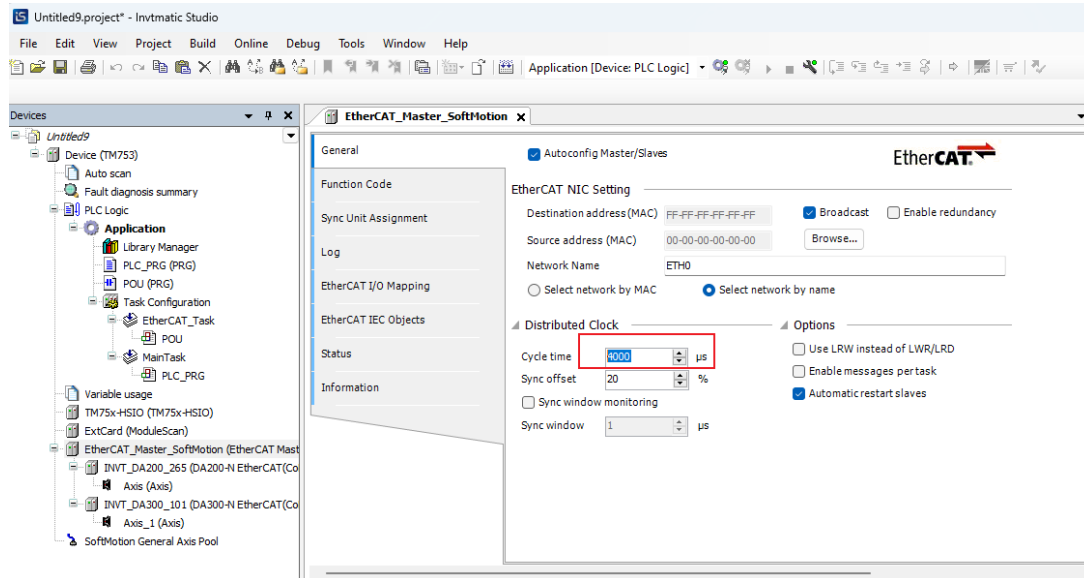 Untitled9.project* - Invtmatic Studio
File Edit View Project Build Online Debug Tools Window Help
Application [Device: PLC Logic]
Devices
Untitled9
Device (TM753)
Auto scan
Fault diagnosis summary
PLC Logic
Application
Library Manager
PLC_PRG (PRG)
POU (PRG)
Task Configuration
EtherCAT_Task
POU
MainTask
PLC_PRG
Variable usage
TM75x-HSIO (TM75x-HSIO)
ExtCard (ModuleScan)
EtherCAT_Master_SoftMotion (EtherCAT Mast
INVT_DA200_265 (DA200-N EtherCAT(Co
Axis (Axis)
INVT_DA300_101 (DA300-N EtherCAT(Co
Axis_1 (Axis)
SoftMotion General Axis Pool
EtherCAT_Master_SoftMotion
General
Function Code
Sync Unit Assignment
Log
EtherCAT I/O Mapping
EtherCAT IEC Objects
Status
Information
Autoconfig Master/Slaves
EtherCAT
EtherCAT NIC Setting
Destination address (MAC) FF-FF-FF-FF-FF-FF Broadcast Enable redundancy
Source address (MAC) 00-00-00-00-00-00 Browse...
Network Name ETH0
Select network by MAC Select network by name
Distributed Clock
Cycle time 4000 µs
Sync offset 20 %
Sync window monitoring
Sync window 1 µs
Options
Use LRW instead of LWR/LRD
Enable messages per task
Automatic restart slaves